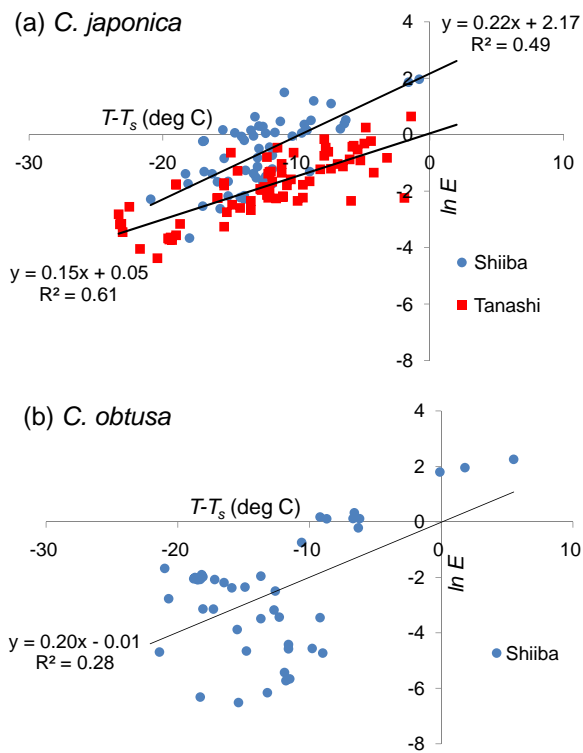 (a) C. japonica
y = 0.22x + 2.17
R² = 0.49
T-Ts (deg C)
4
2
0
-2
-4
-6
-8
-30
-20
-10
0
ln E
y = 0.15x + 0.05
R² = 0.61
Shiiba
Tanashi
(b) C. obtusa
4
2
0
-2
-4
-6
-8
T-Ts (deg C)
-30
-20
-10
0
10
ln E
y = 0.20x - 0.01
R² = 0.28
Shiiba